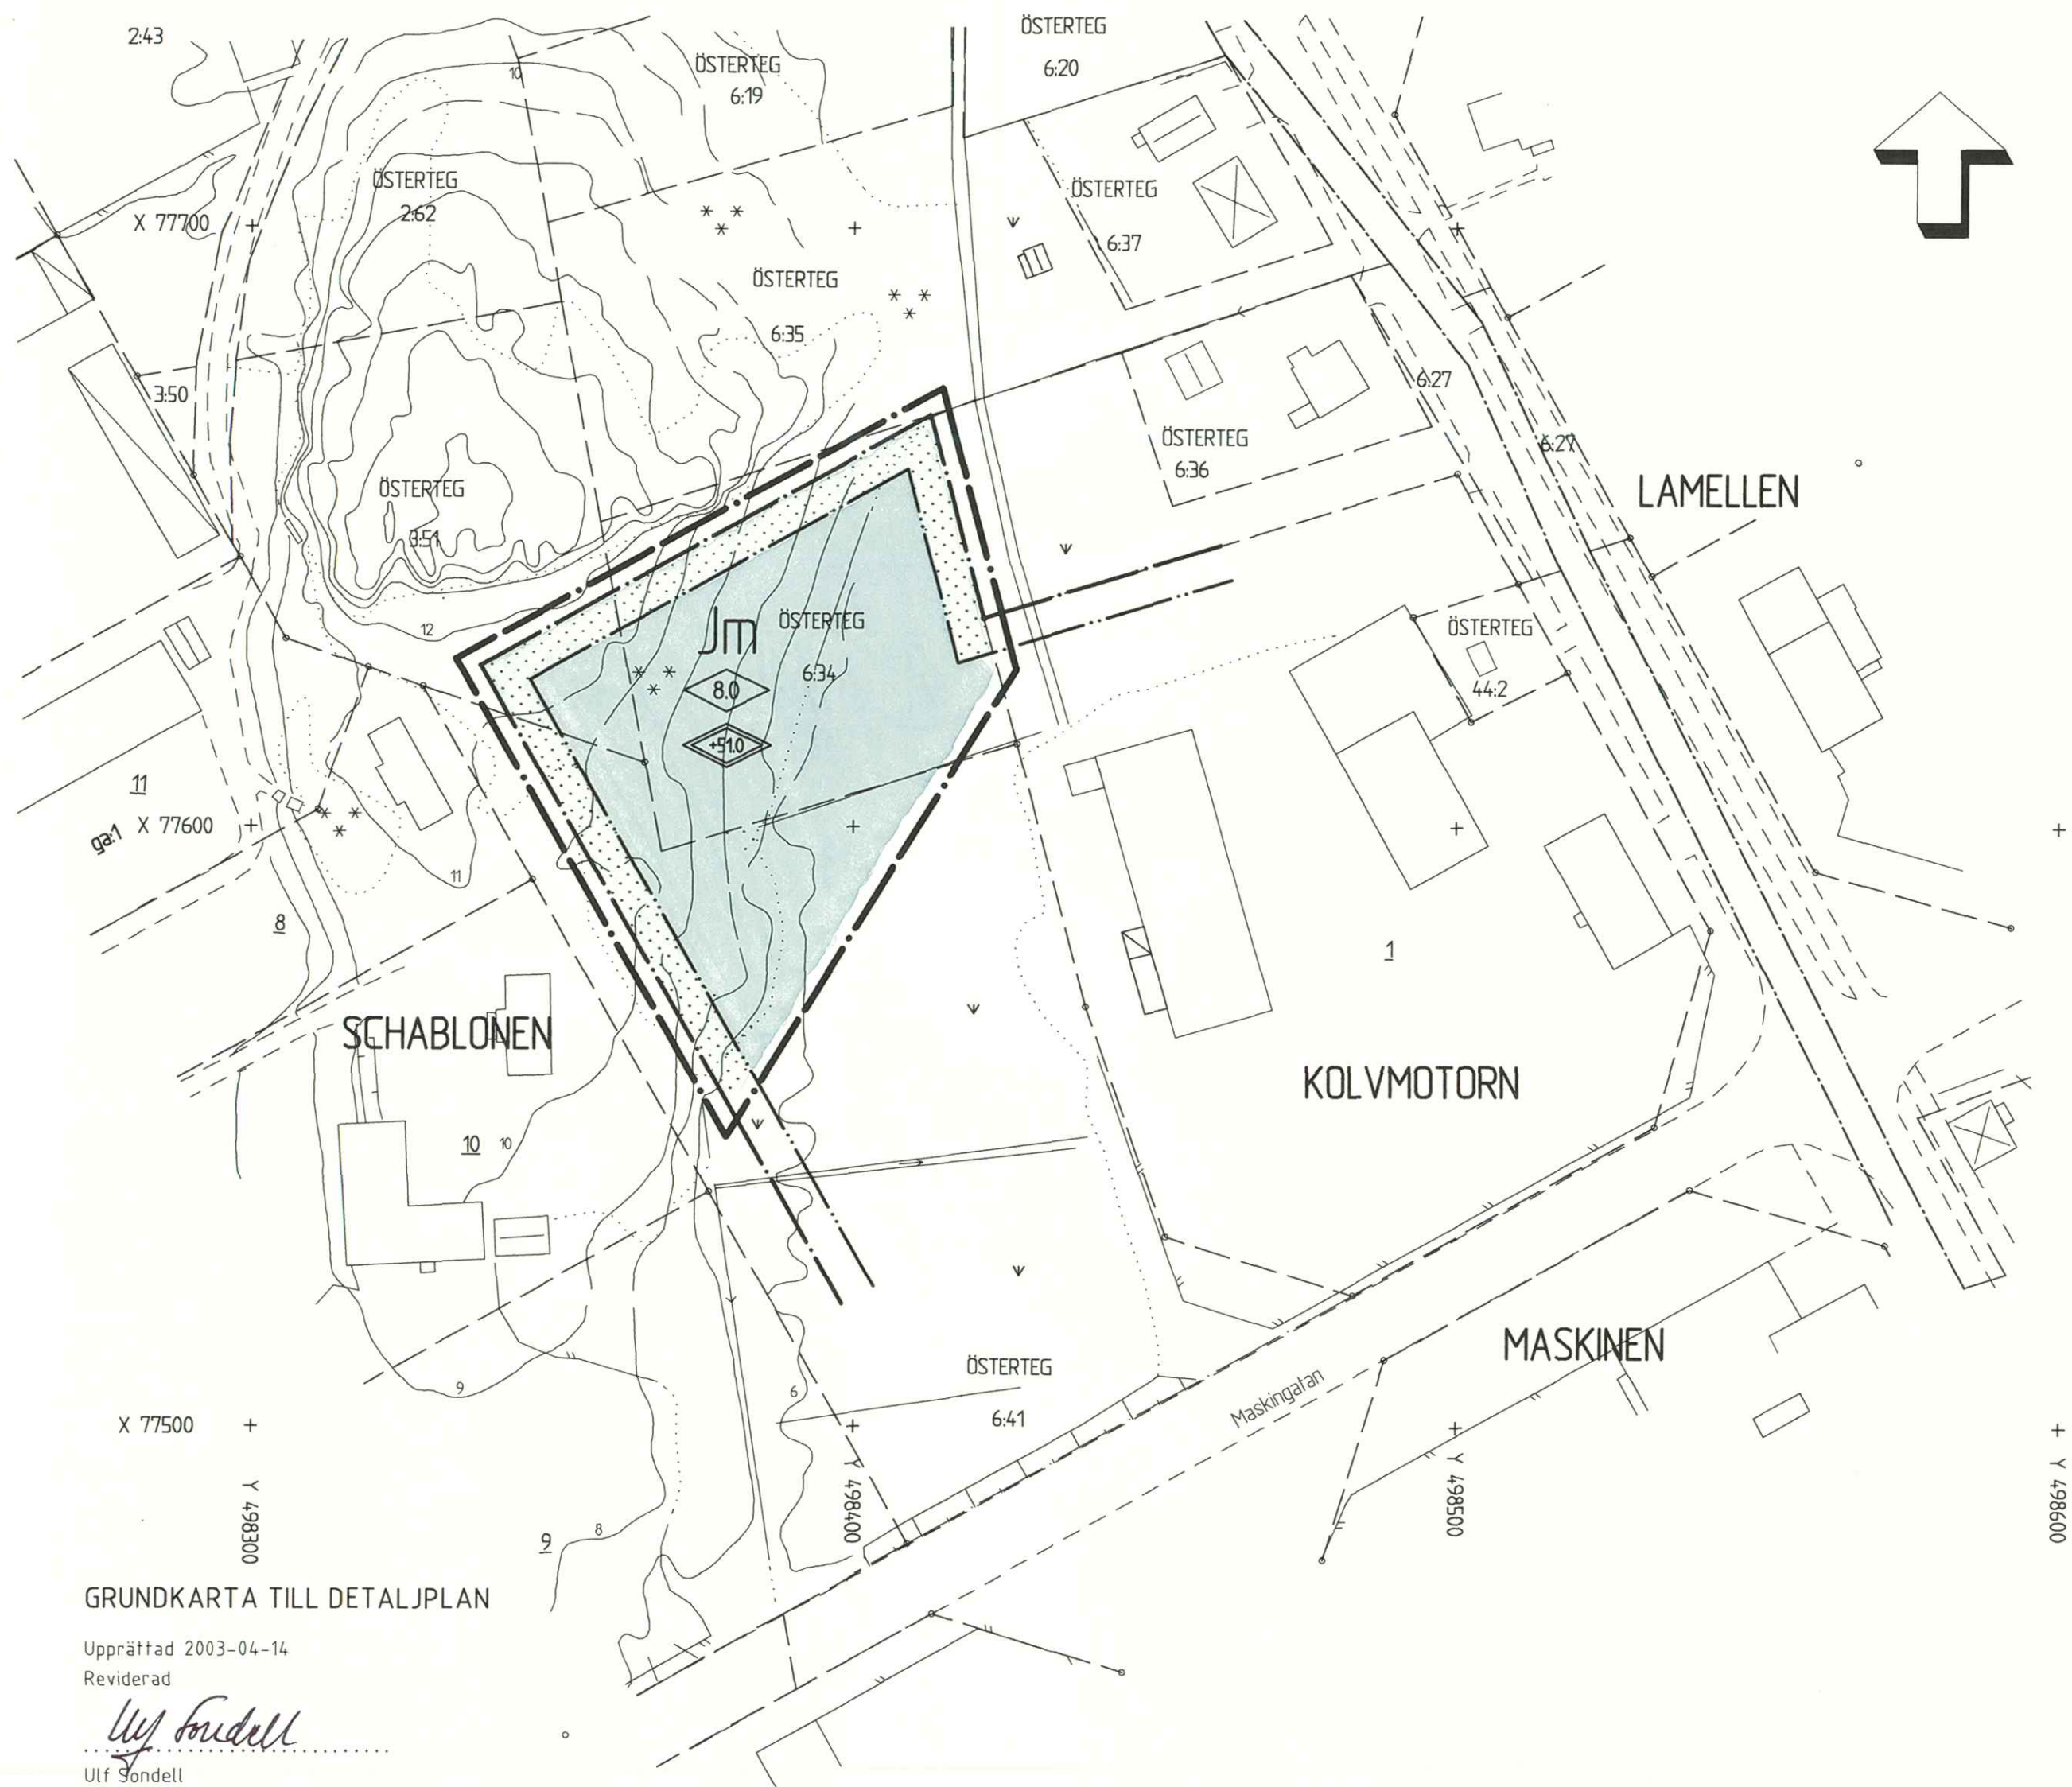 2:43
ÖSTERTEG
6:20
ÖSTERTEG
6:19
10
ÖSTERTEG
2:62
ÖSTERTEG
6:37
X 77700
ÖSTERTEG
6:35
3:50
6:27
ÖSTERTEG
6:36
6:27
LAMELLEN
ÖSTERTEG
3:51
12
Jm
ÖSTERTEG
6:34
8.0
+51.0
ÖSTERTEG
44:2
11
ga:1
X 77600
11
8
1
SCHABLONEN
KOLVMOTORN
10
10
MASKINEN
ÖSTERTEG
6:41
Maskingatan
9
6
X 77500
Y 498300
Y 498400
Y 498500
Y 498600
9
8
GRUNDKARTA TILL DETALJPLAN
Upprättad 2003-04-14
Reviderad
Ulf Sondell
Ulf Sondell